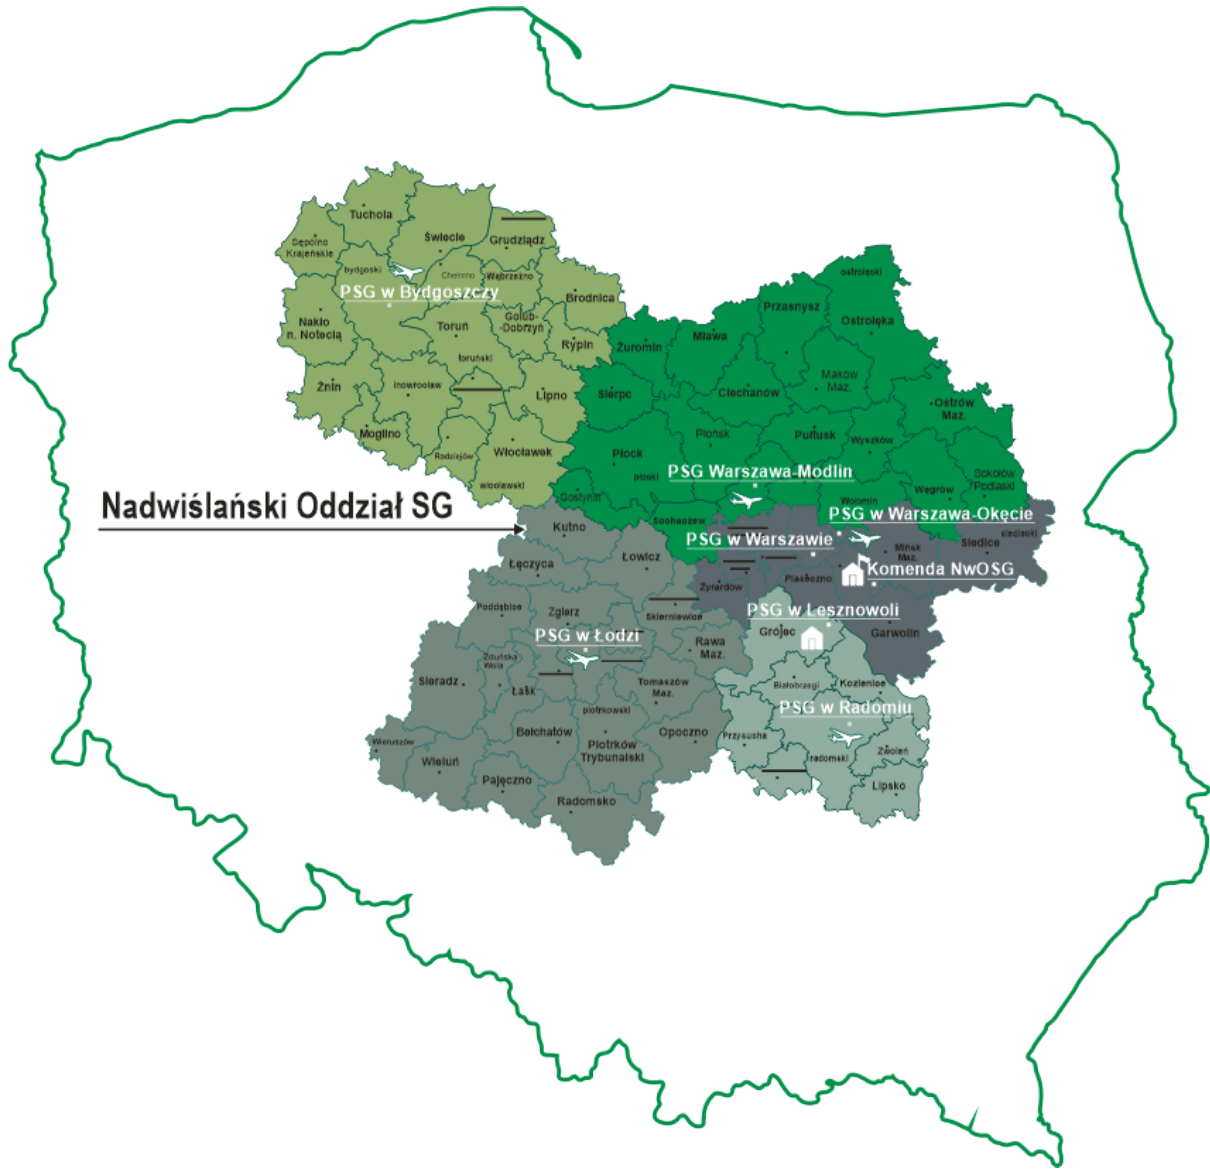 Tuchola
Sępólno
Krajeńskie
Świecie
Grudziądz
bydgoski
Chełmno
Wąbrzeźno
PSG w Bydgoszczy
Brodnica
Nakło
n. Notecią
Toruń
Golub-
-Dobrzyń
Rypin
toruński
Żnin
Inowrocław
Lipno
Mogilno
Radziejów
Włocławek
włocławski
ostrołęcki
Przasnysz
Ostrołęka
Żuromin
Mława
Maków
Maz.
Sierpc
Ciechanów
Ostrów
Maz.
Płońsk
Pułtusk
Wyszków
Płock
płocki
PSG Warszawa-Modlin
Sokołów
Podlaski
Węgrów
Gostynin
Wołomin
Sochaczew
PSG w Warszawa-Okęcie
Nadwiślański Oddział SG
Kutno
PSG w Warszawie
Mińsk
Maz.
Siedlce
siedlecki
Łowicz
Łęczyca
Komenda NwOSG
Żyrardów
Piaseczno
Poddębice
Zgierz
Skierniewice
PSG w Lesznowoli
Grójec
Garwolin
PSG w Łodzi
Rawa
Maz.
Zduńska
Wola
Sieradz
Łask
Tomaszów
Maz.
Białobrzegi
Kozienice
piotrkowski
PSG w Radomiu
Bełchatów
Opoczno
Przysucha
Wieruszów
Piotrków
Trybunalski
radomski
Zwoleń
Wieluń
Pajęczno
Lipsko
Radomsko